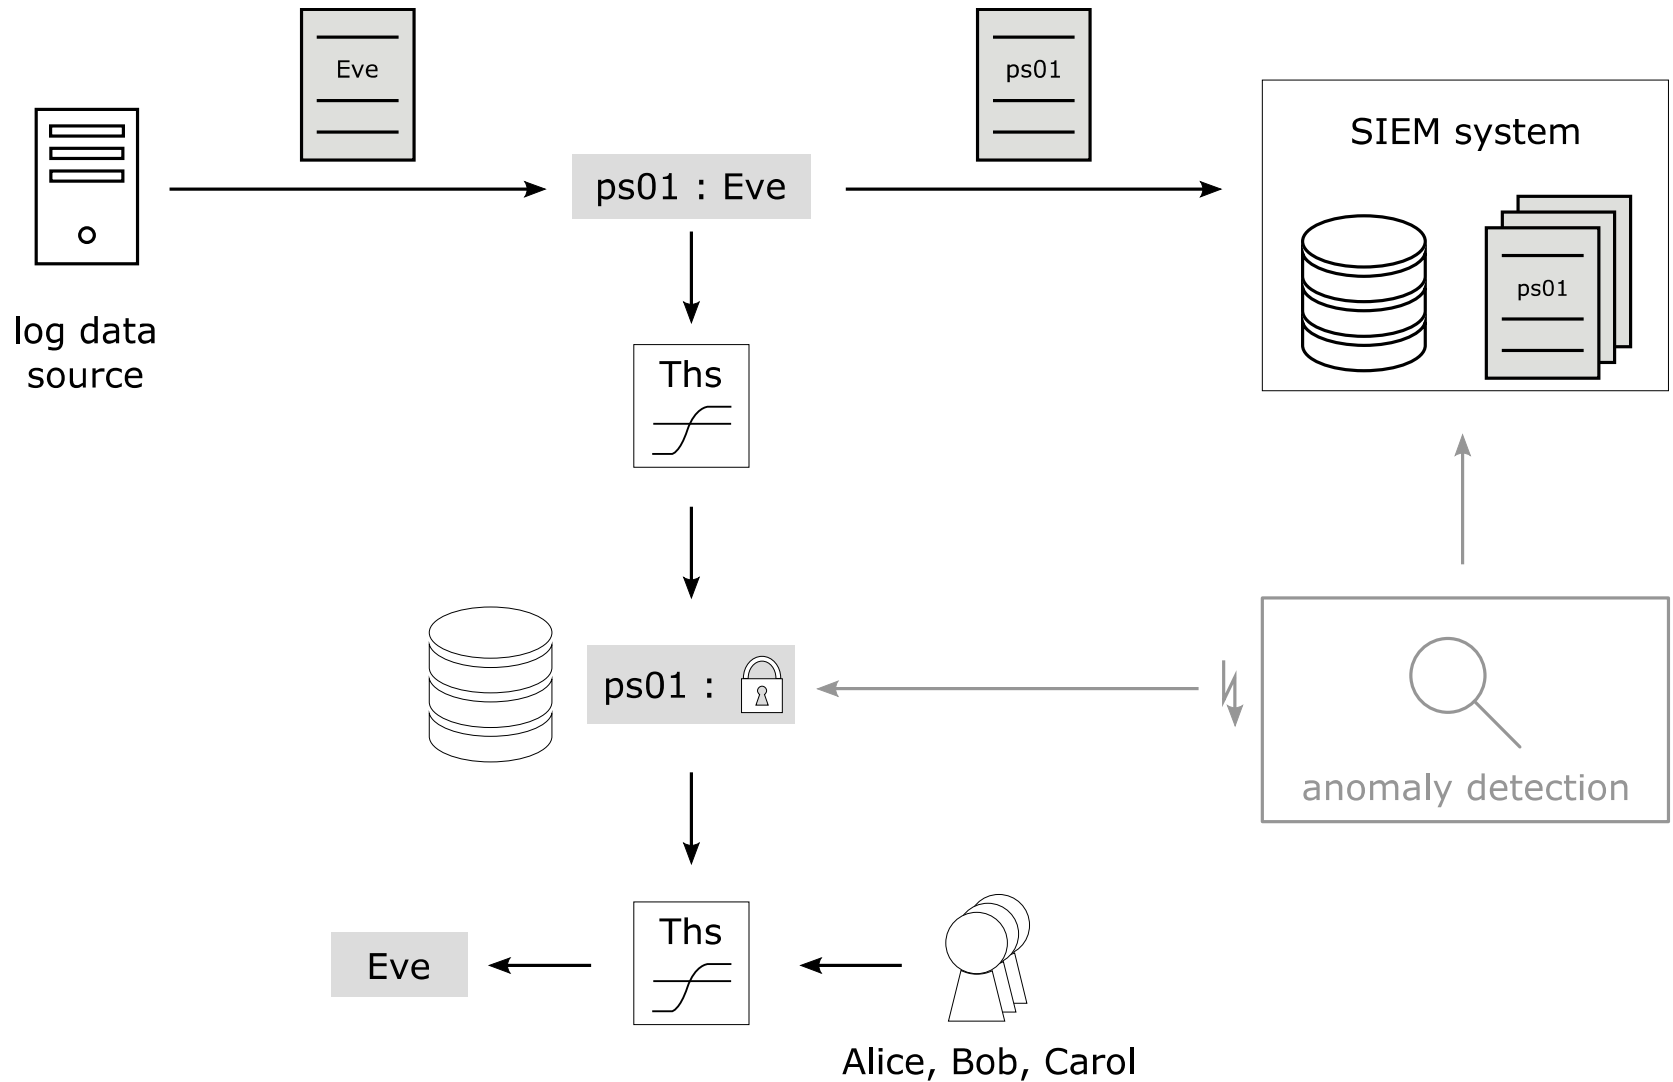 Eve
ps01
SIEM system
ps01 : Eve
ps01
log data
source
Ths
ps01 :
anomaly detection
Ths
Eve
Alice, Bob, Carol